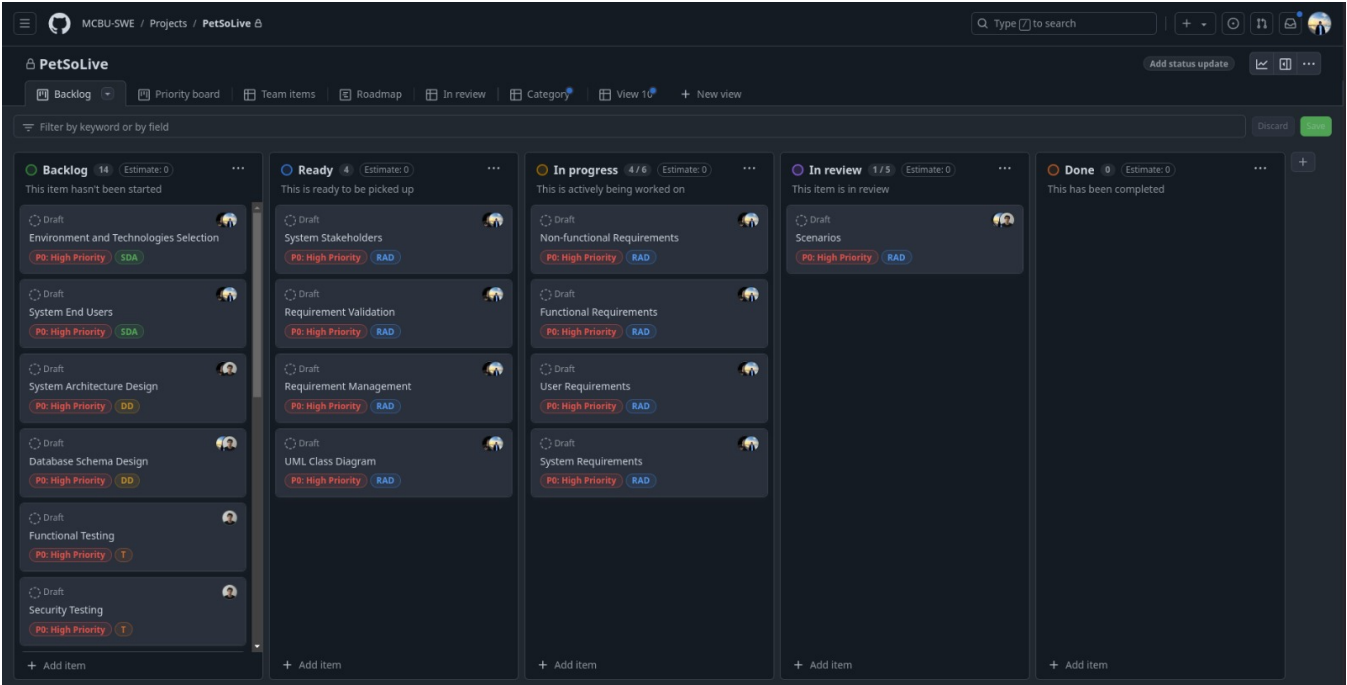 MCBU-SWE / Projects / PetSoLive
Type / to search
PetSoLive
Add status update
Backlog
Priority board
Team items
Roadmap
In review
Category
View 10
+ New view
Filter by keyword or by field
Discard
Save
Backlog 14 Estimate: 0
This item hasn't been started
Draft
Environment and Technologies Selection
P0: High Priority SDA
Draft
System End Users
P0: High Priority SDA
Draft
System Architecture Design
P0: High Priority DD
Draft
Database Schema Design
P0: High Priority DD
Draft
Functional Testing
P0: High Priority T
Draft
Security Testing
P0: High Priority T
+ Add item
Ready 4 Estimate: 0
This is ready to be picked up
Draft
System Stakeholders
P0: High Priority RAD
Draft
Requirement Validation
P0: High Priority RAD
Draft
Requirement Management
P0: High Priority RAD
Draft
UML Class Diagram
P0: High Priority RAD
+ Add item
In progress 4 / 6 Estimate: 0
This is actively being worked on
Draft
Non-functional Requirements
P0: High Priority RAD
Draft
Functional Requirements
P0: High Priority RAD
Draft
User Requirements
P0: High Priority RAD
Draft
System Requirements
P0: High Priority RAD
+ Add item
In review 1 / 5 Estimate: 0
This item is in review
Draft
Scenarios
P0: High Priority RAD
+ Add item
Done 0 Estimate: 0
This has been completed
+ Add item